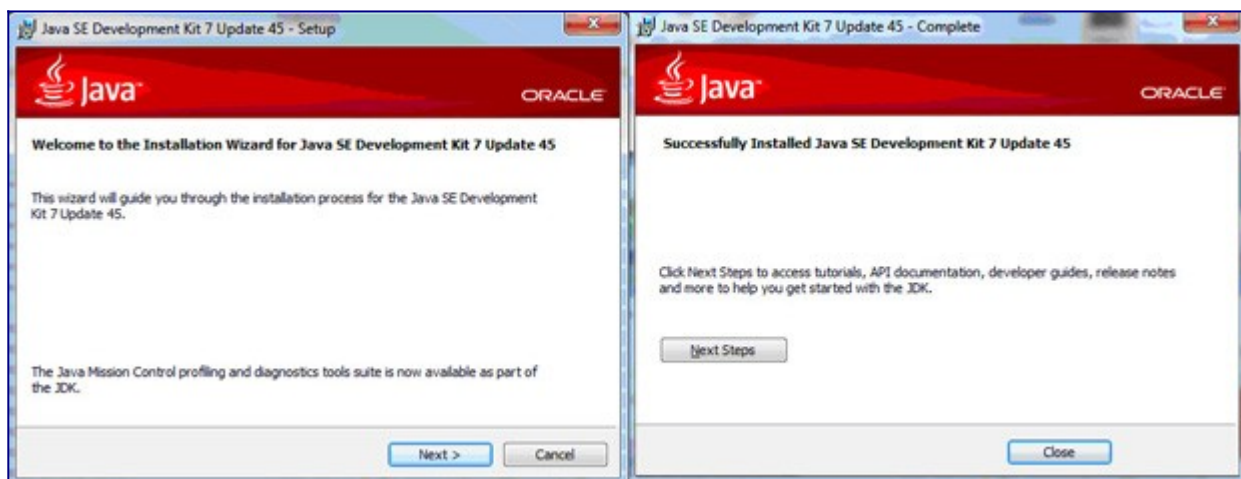 Java SE Development Kit 7 Update 45 - Setup
Java™
ORACLE
Welcome to the Installation Wizard for Java SE Development Kit 7 Update 45
This wizard will guide you through the installation process for the Java SE Development
Kit 7 Update 45.
The Java Mission Control profiling and diagnostics tools suite is now available as part of
the JDK.
Next >
Cancel
Java SE Development Kit 7 Update 45 - Complete
Java™
ORACLE
Successfully Installed Java SE Development Kit 7 Update 45
Click Next Steps to access tutorials, API documentation, developer guides, release notes
and more to help you get started with the JDK.
Next Steps
Close